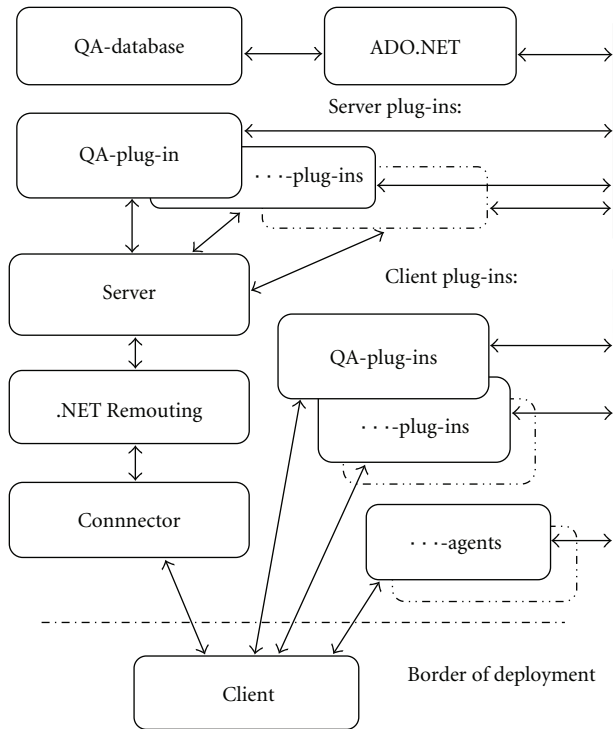 QA-database
ADO.NET
Server plug-ins:
QA-plug-in
· · ·-plug-ins
Server
Client plug-ins:
QA-plug-ins
.NET Remouting
· · ·-plug-ins
Connnector
· · ·-agents
Client
Border of deployment